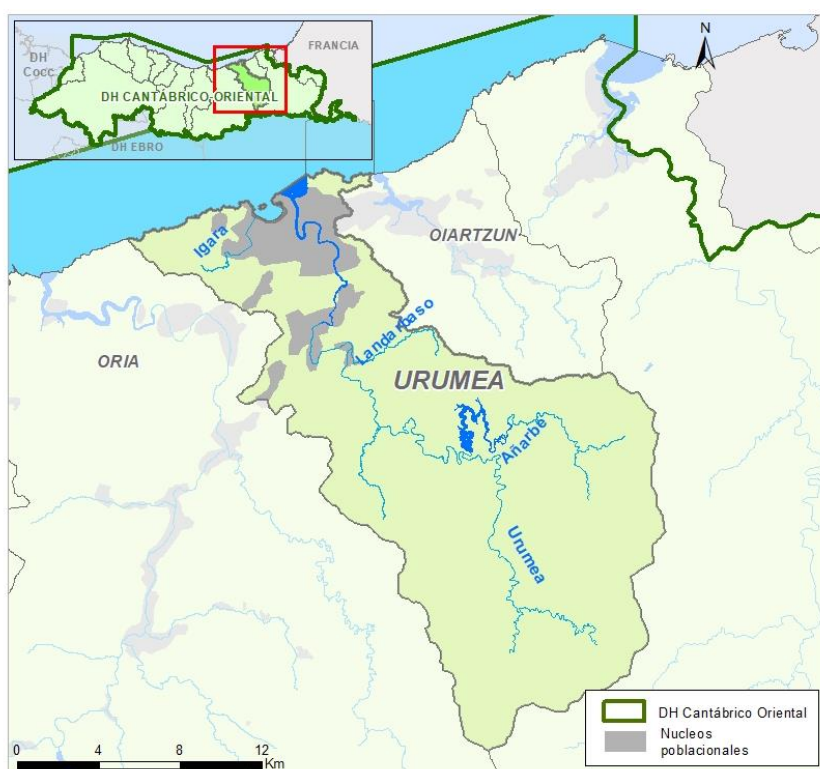 FRANCIA
DH
Cocc.
DH CANTÁBRICO ORIENTAL
DH EBRO
N
Igara
OIARTZUN
Landarbaso
ORIA
URUMEA
Añarbe
Urumea
0 4 8 12
Km
DH Cantábrico Oriental
Nucleos
poblacionales